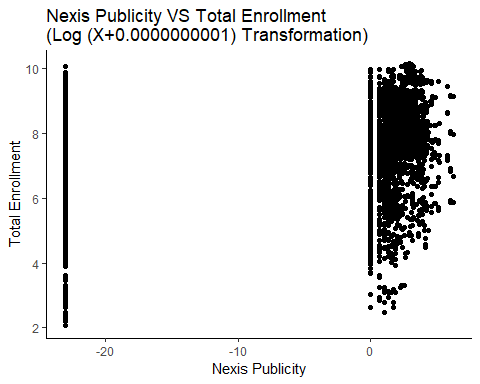 Nexis Publicity VS Total Enrollment
(Log (X+0.0000000001) Transformation)
10
8
6
4
2
Total Enrollment
-20
-10
0
Nexis Publicity